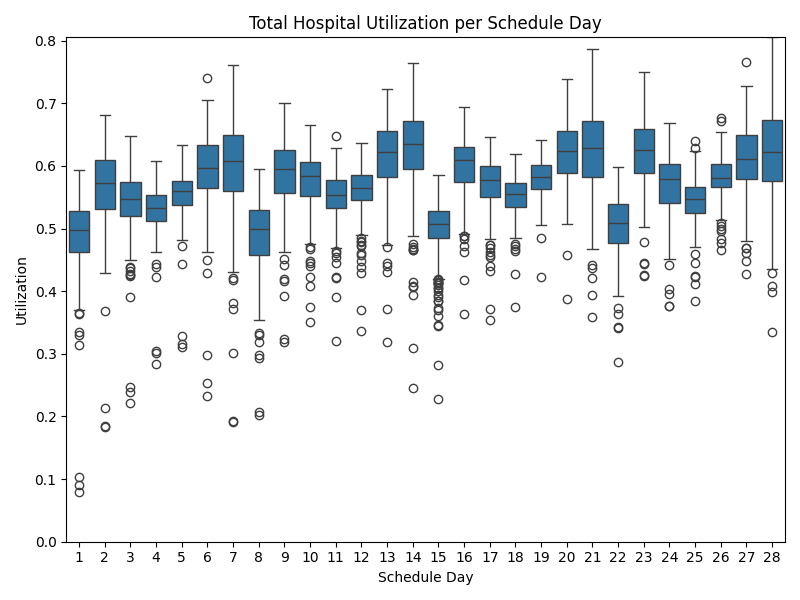 Total Hospital Utilization per Schedule Day
Utilization
0.8
0.7
0.6
0.5
0.4
0.3
0.2
0.1
0.0
1 2 3 4 5 6 7 8 9 10 11 12 13 14 15 16 17 18 19 20 21 22 23 24 25 26 27 28
Schedule Day